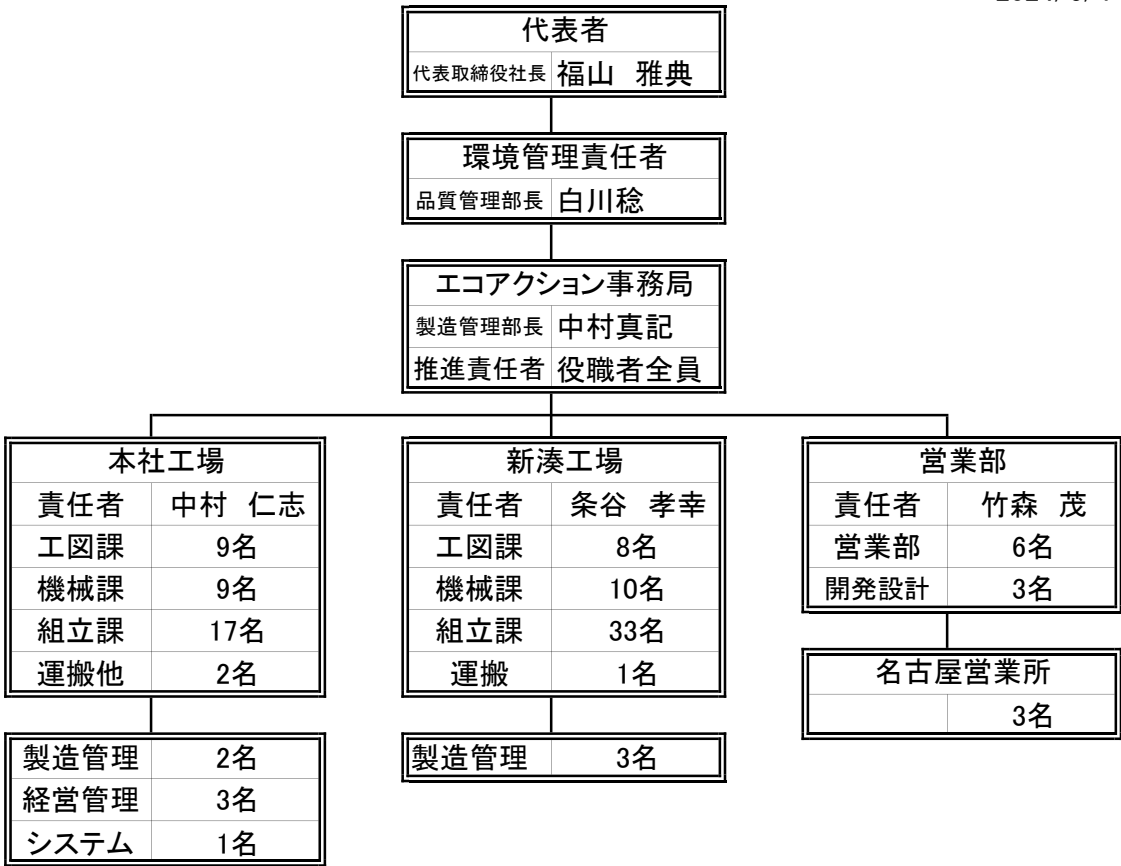 代表者
代表取締役社長 福山 雅典
環境管理責任者
品質管理部長 白川稔
エコアクション事務局
製造管理部長 中村真記
推進責任者 役職者全員
本社工場
責任者 中村 仁志
工図課 9名
機械課 9名
組立課 17名
運搬他 2名
製造管理 2名
経営管理 3名
システム 1名
新湊工場
責任者 条谷 孝幸
工図課 8名
機械課 10名
組立課 33名
運搬 1名
製造管理 3名
営業部
責任者 竹森 茂
営業部 6名
開発設計 3名
名古屋営業所
3名